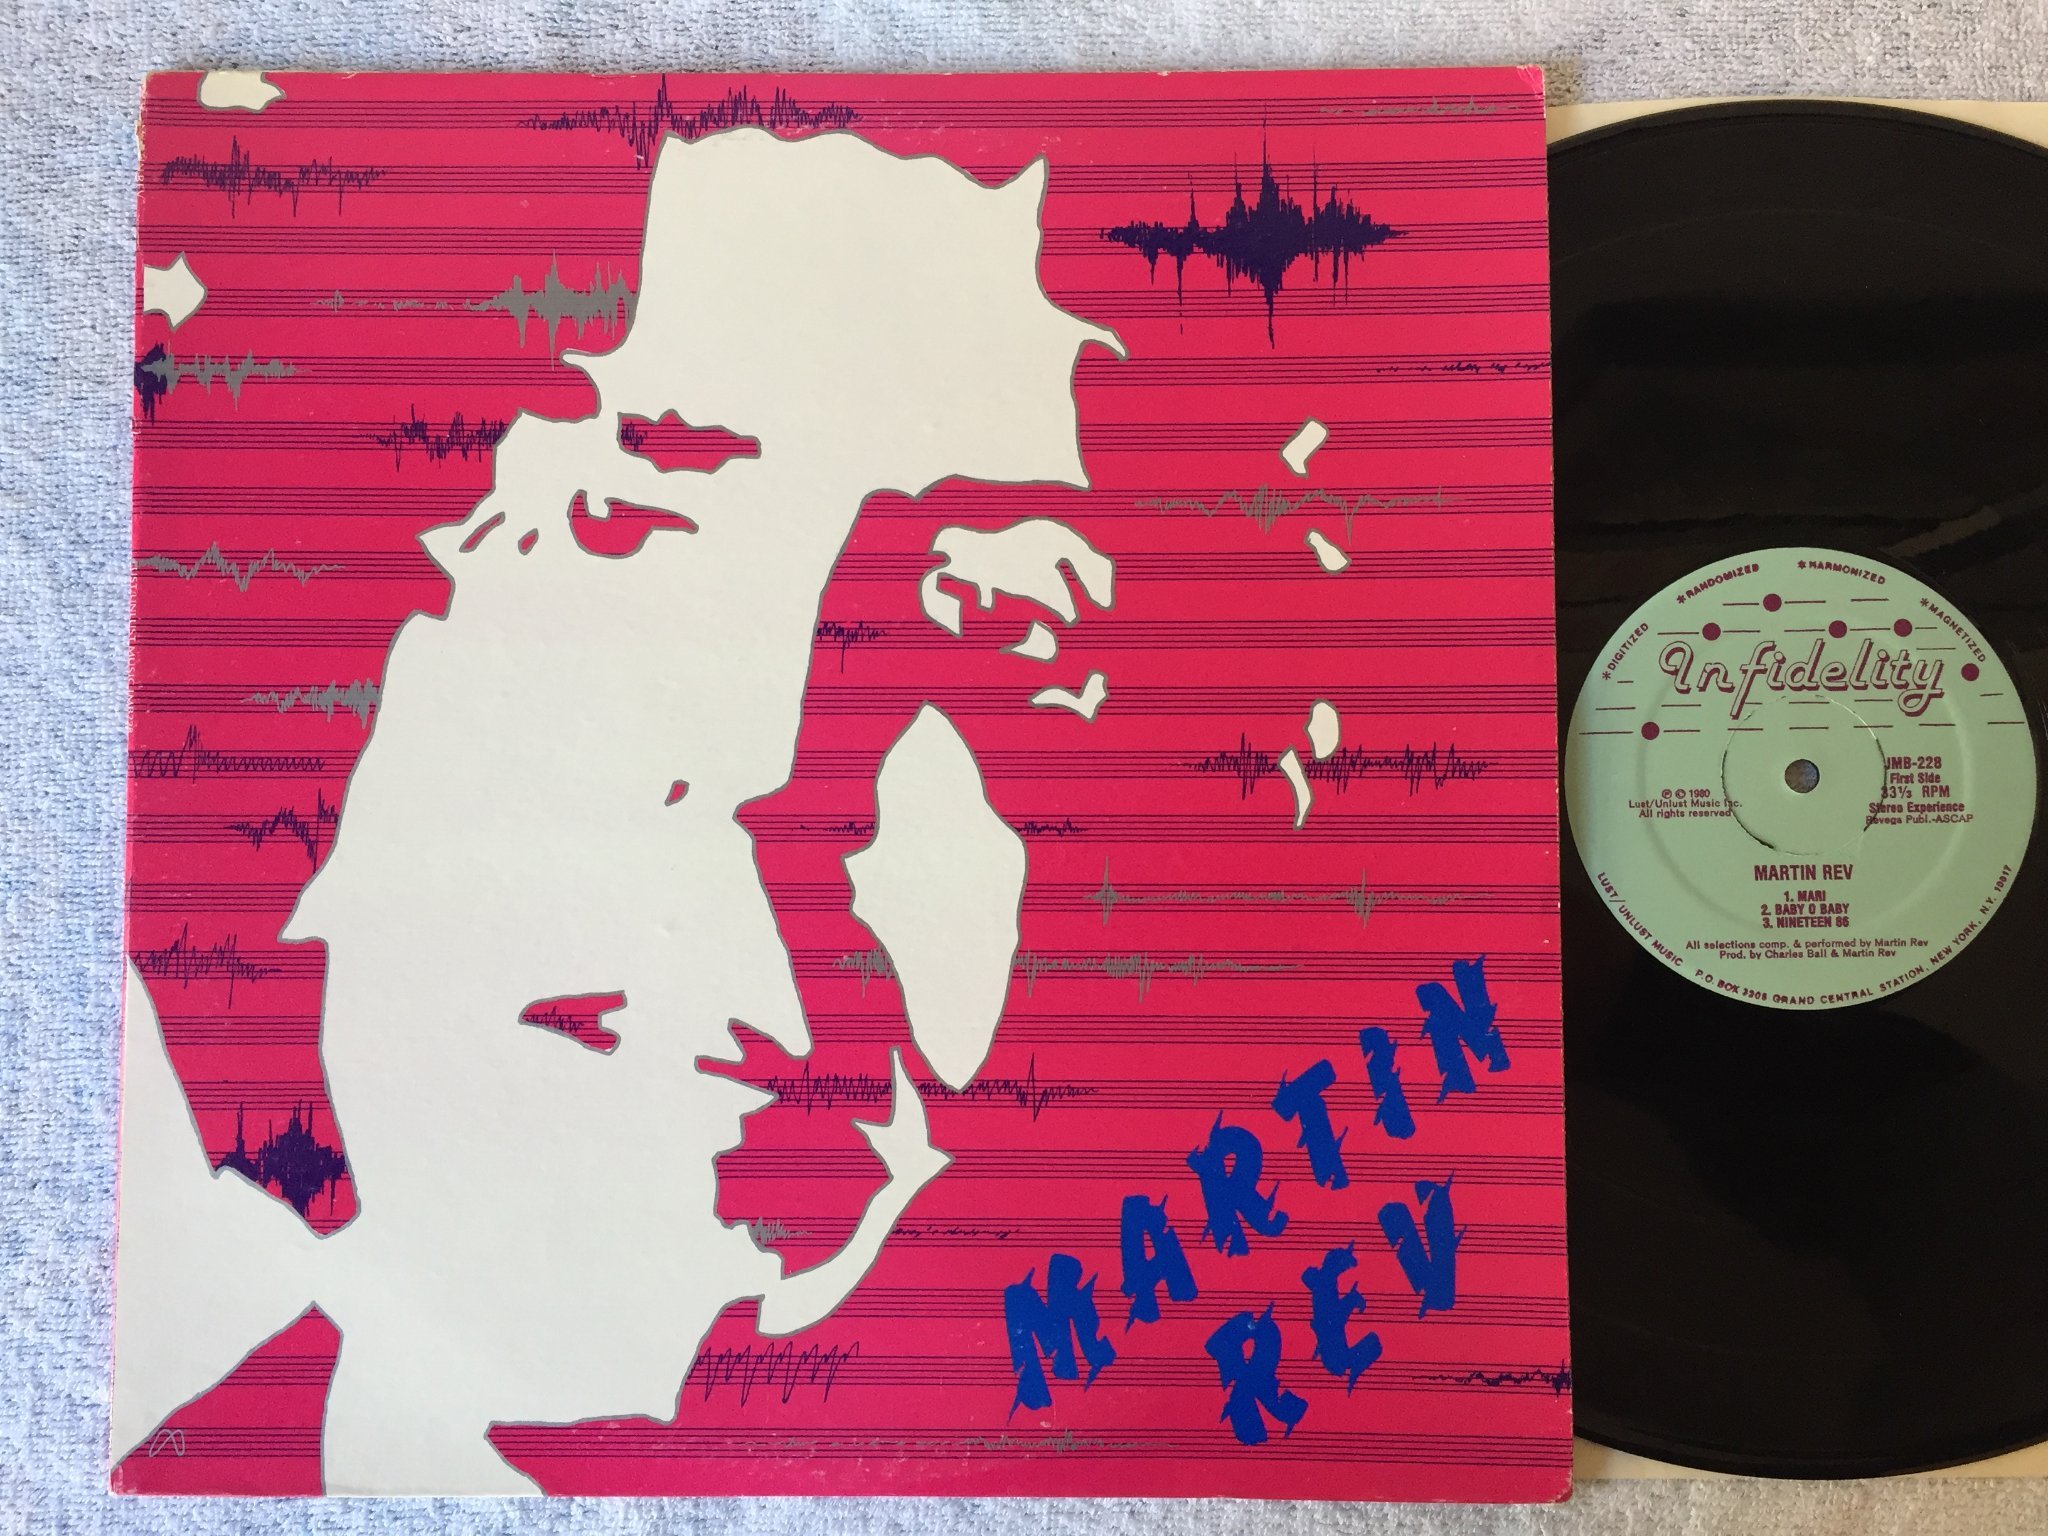 MARTIN
REV
*DIGITIZED *RANDOMIZED *HARMONIZED *MAGNETIZED
Infidelity
JMB-228
First Side
33⅓ RPM
Stereo Experience
Revega Publ.-ASCAP
℗ © 1980
Lust/Unlust Music Inc.
All rights reserved
MARTIN REV
1. MARI
2. BABY O BABY
3. NINETEEN 86
All selections comp. & performed by Martin Rev
Prod. by Charles Ball & Martin Rev
LUST/UNLUST MUSIC P.O. BOX 3208 GRAND CENTRAL STATION, NEW YORK, N.Y. 10017